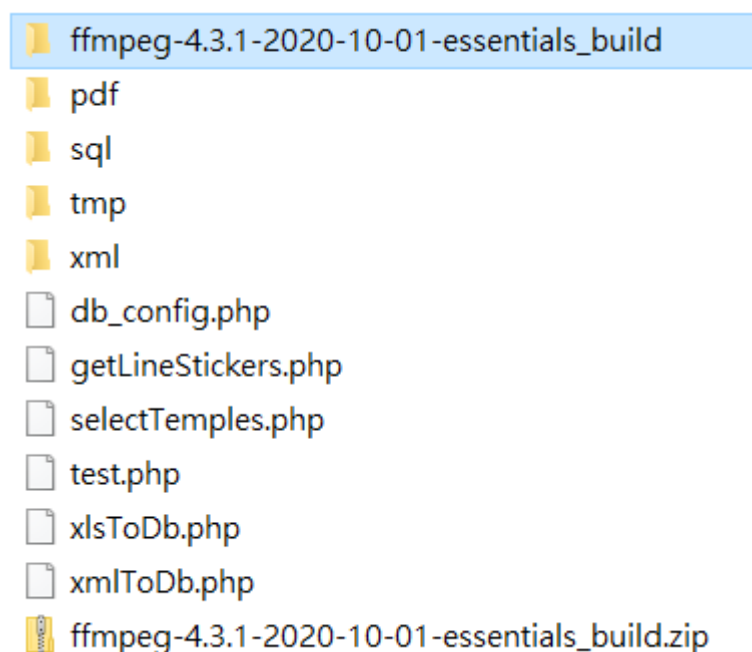 ffmpeg-4.3.1-2020-10-01-essentials_build
pdf
sql
tmp
xml
db_config.php
getLineStickers.php
selectTemples.php
test.php
xlsToDb.php
xmlToDb.php
ffmpeg-4.3.1-2020-10-01-essentials_build.zip